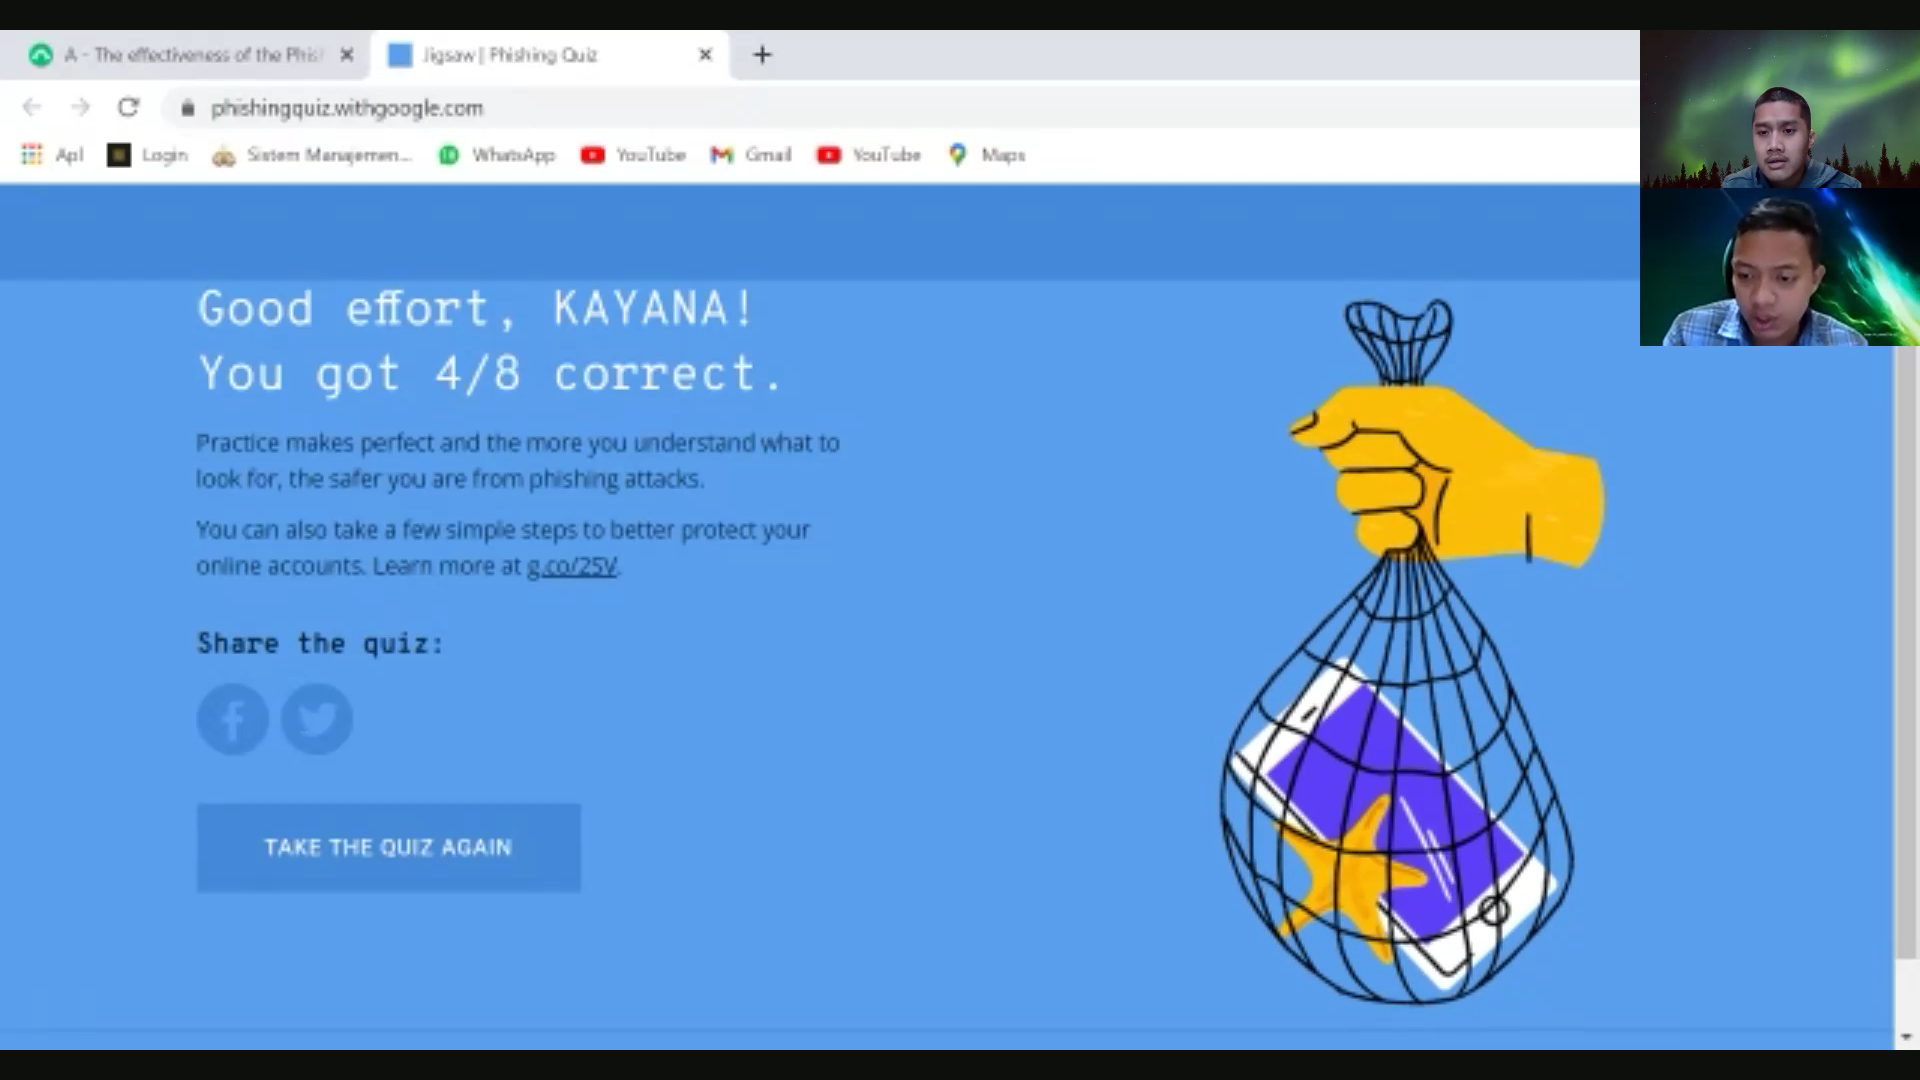 A - The effectiveness of the Phis
Jigsaw | Phishing Quiz
phishingquiz.withgoogle.com
Apl
Login
Sistem Manajemen...
WhatsApp
YouTube
Gmail
YouTube
Maps
Good effort, KAYANA!
You got 4/8 correct.
Practice makes perfect and the more you understand what to
look for, the safer you are from phishing attacks.
You can also take a few simple steps to better protect your
online accounts. Learn more at g.co/2SV.
Share the quiz:
TAKE THE QUIZ AGAIN